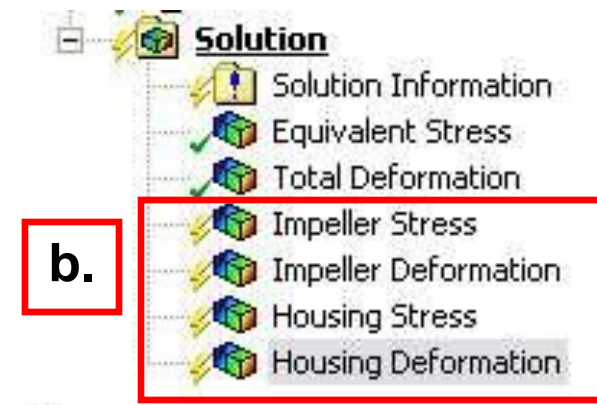 Solution
Solution Information
Equivalent Stress
Total Deformation
Impeller Stress
b.
Impeller Deformation
Housing Stress
Housing Deformation